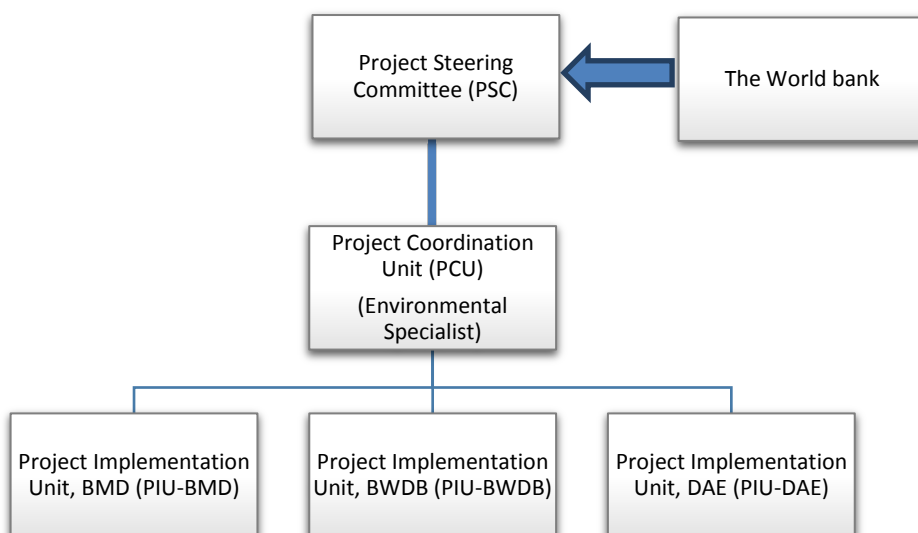 Project Steering
Committee (PSC)
The World bank
Project Coordination
Unit (PCU)
(Environmental
Specialist)
Project Implementation
Unit, BMD (PIU-BMD)
Project Implementation
Unit, BWDB (PIU-BWDB)
Project Implementation
Unit, DAE (PIU-DAE)